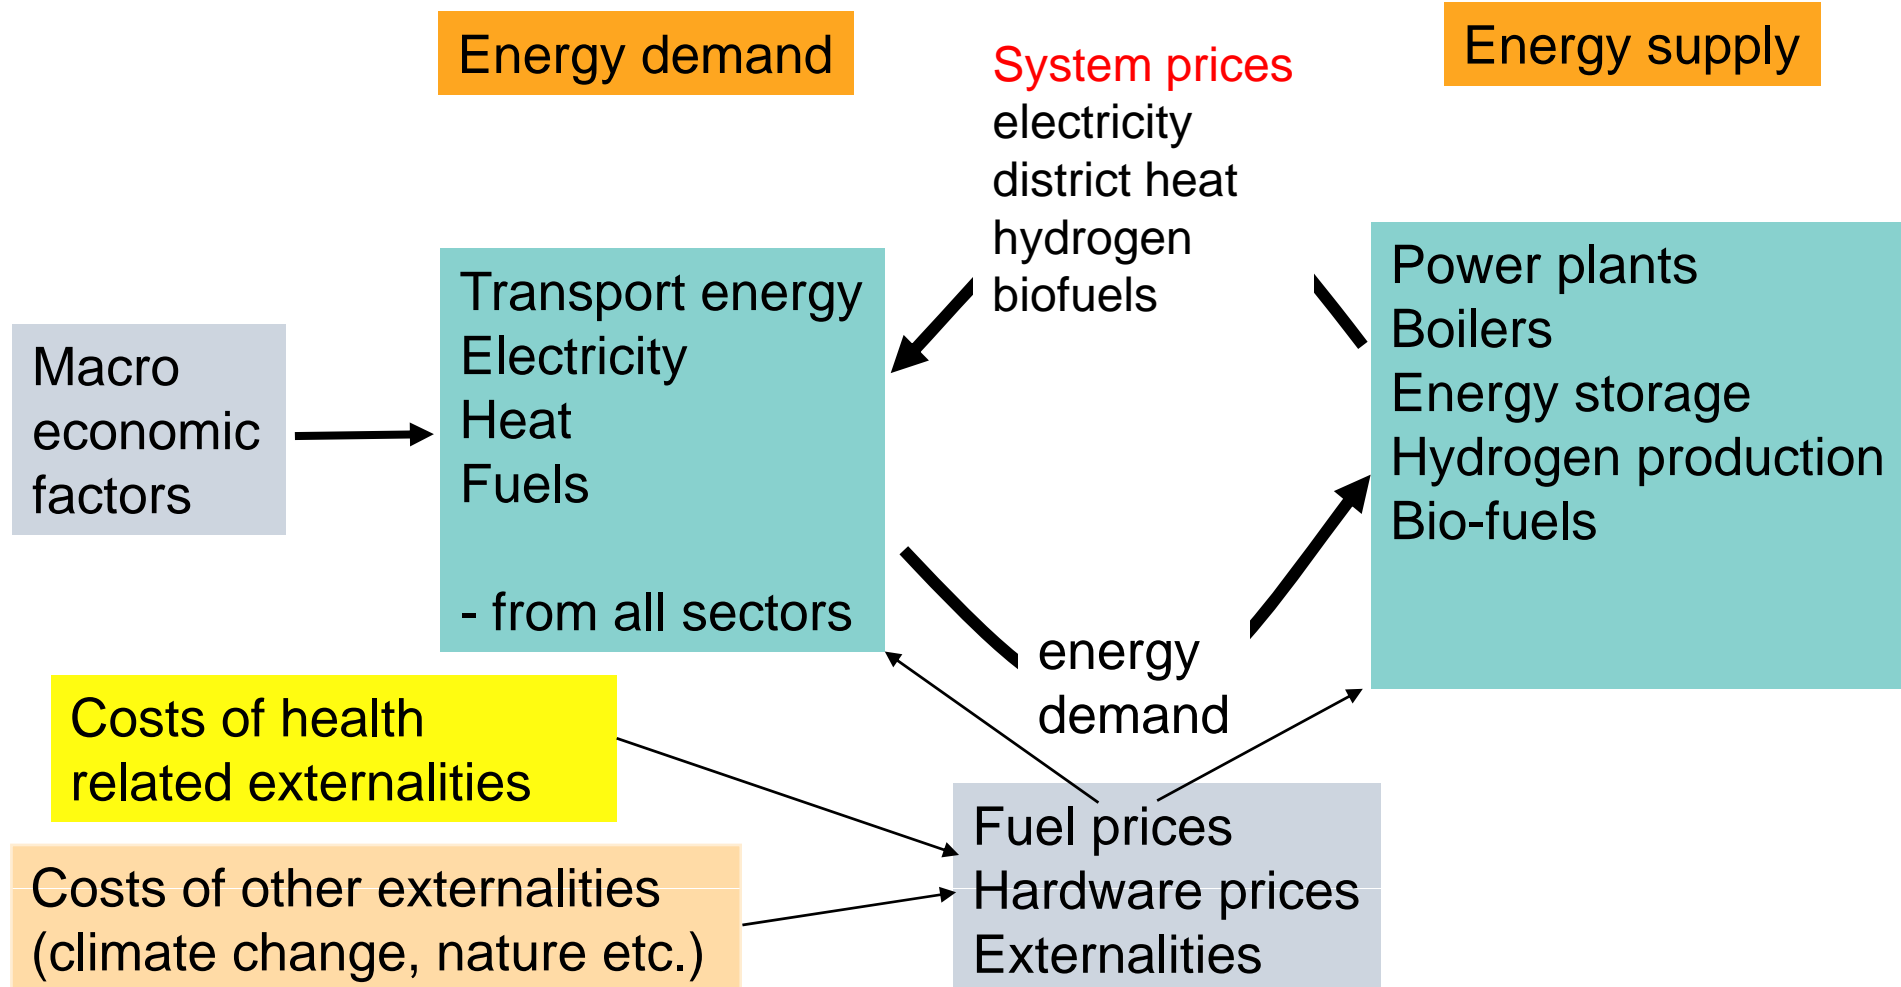 Energy demand
System prices
electricity
district heat
hydrogen
biofuels
Energy supply
Macro
economic
factors
Transport energy
Electricity
Heat
Fuels
- from all sectors
Power plants
Boilers
Energy storage
Hydrogen production
Bio-fuels
energy
demand
Costs of health
related externalities
Costs of other externalities
(climate change, nature etc.)
Fuel prices
Hardware prices
Externalities